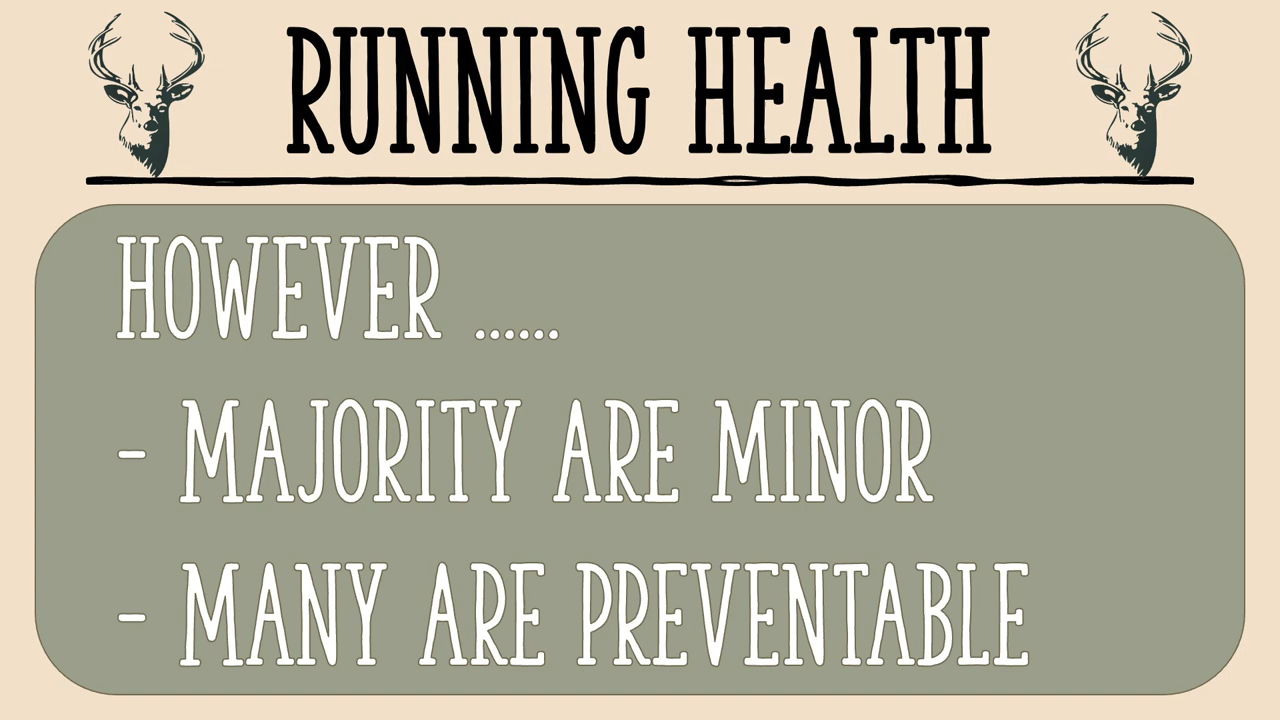 RUNNING HEALTH
HOWEVER ......
- MAJORITY ARE MINOR
- MANY ARE PREVENTABLE